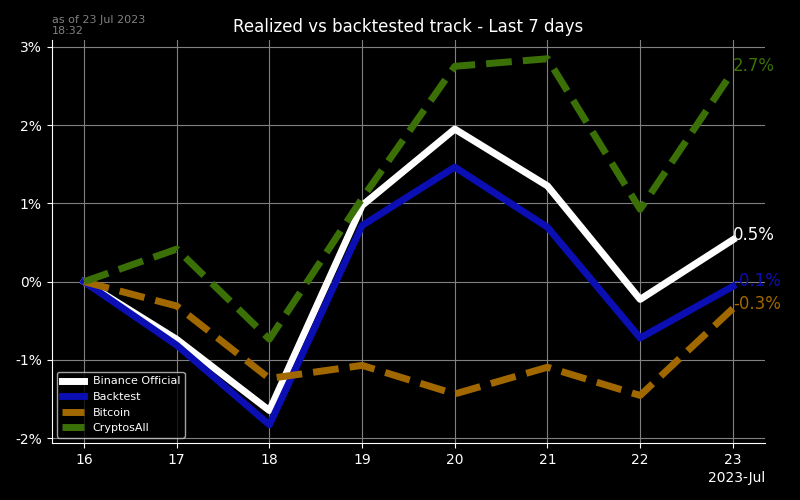 as of 23 Jul 2023
18:32
Realized vs backtested track - Last 7 days
3%
2%
1%
0%
-1%
-2%
2.7%
0.5%
-0.1%
-0.3%
Binance Official
Backtest
Bitcoin
CryptosAll
16 17 18 19 20 21 22 23
2023-Jul